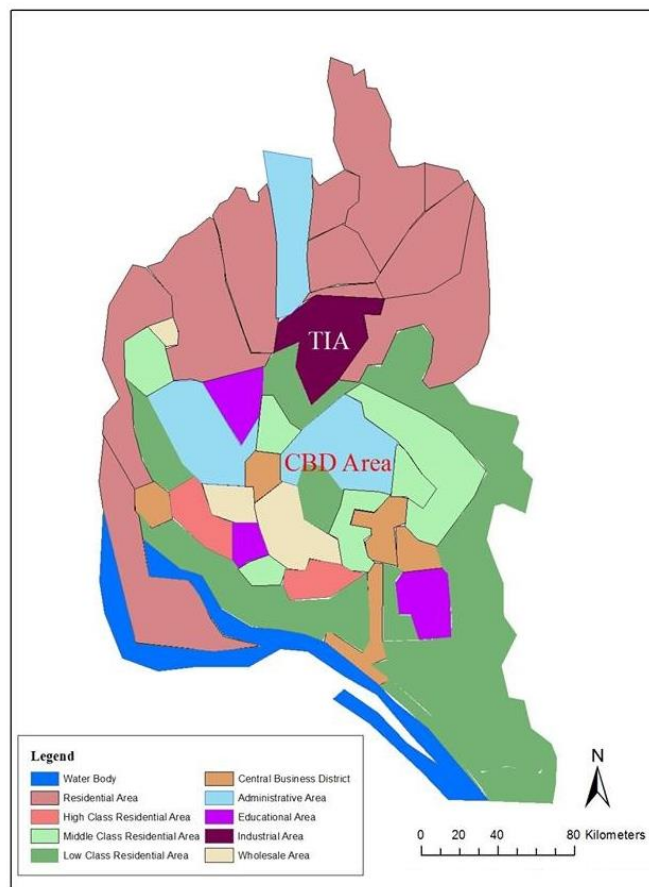 TIA
CBD Area
Legend
Water Body
Residential Area
High Class Residential Area
Middle Class Residential Area
Low Class Residential Area
Central Business District
Administrative Area
Educational Area
Industrial Area
Wholesale Area
N
0 20 40 80 Kilometers